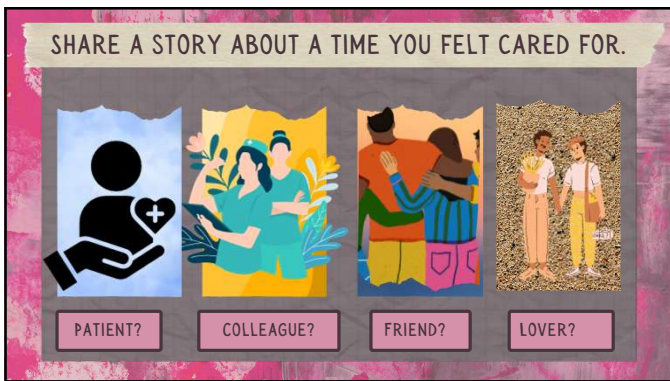 SHARE A STORY ABOUT A TIME YOU FELT CARED FOR.
PATIENT?
COLLEAGUE?
FRIEND?
LOVER?